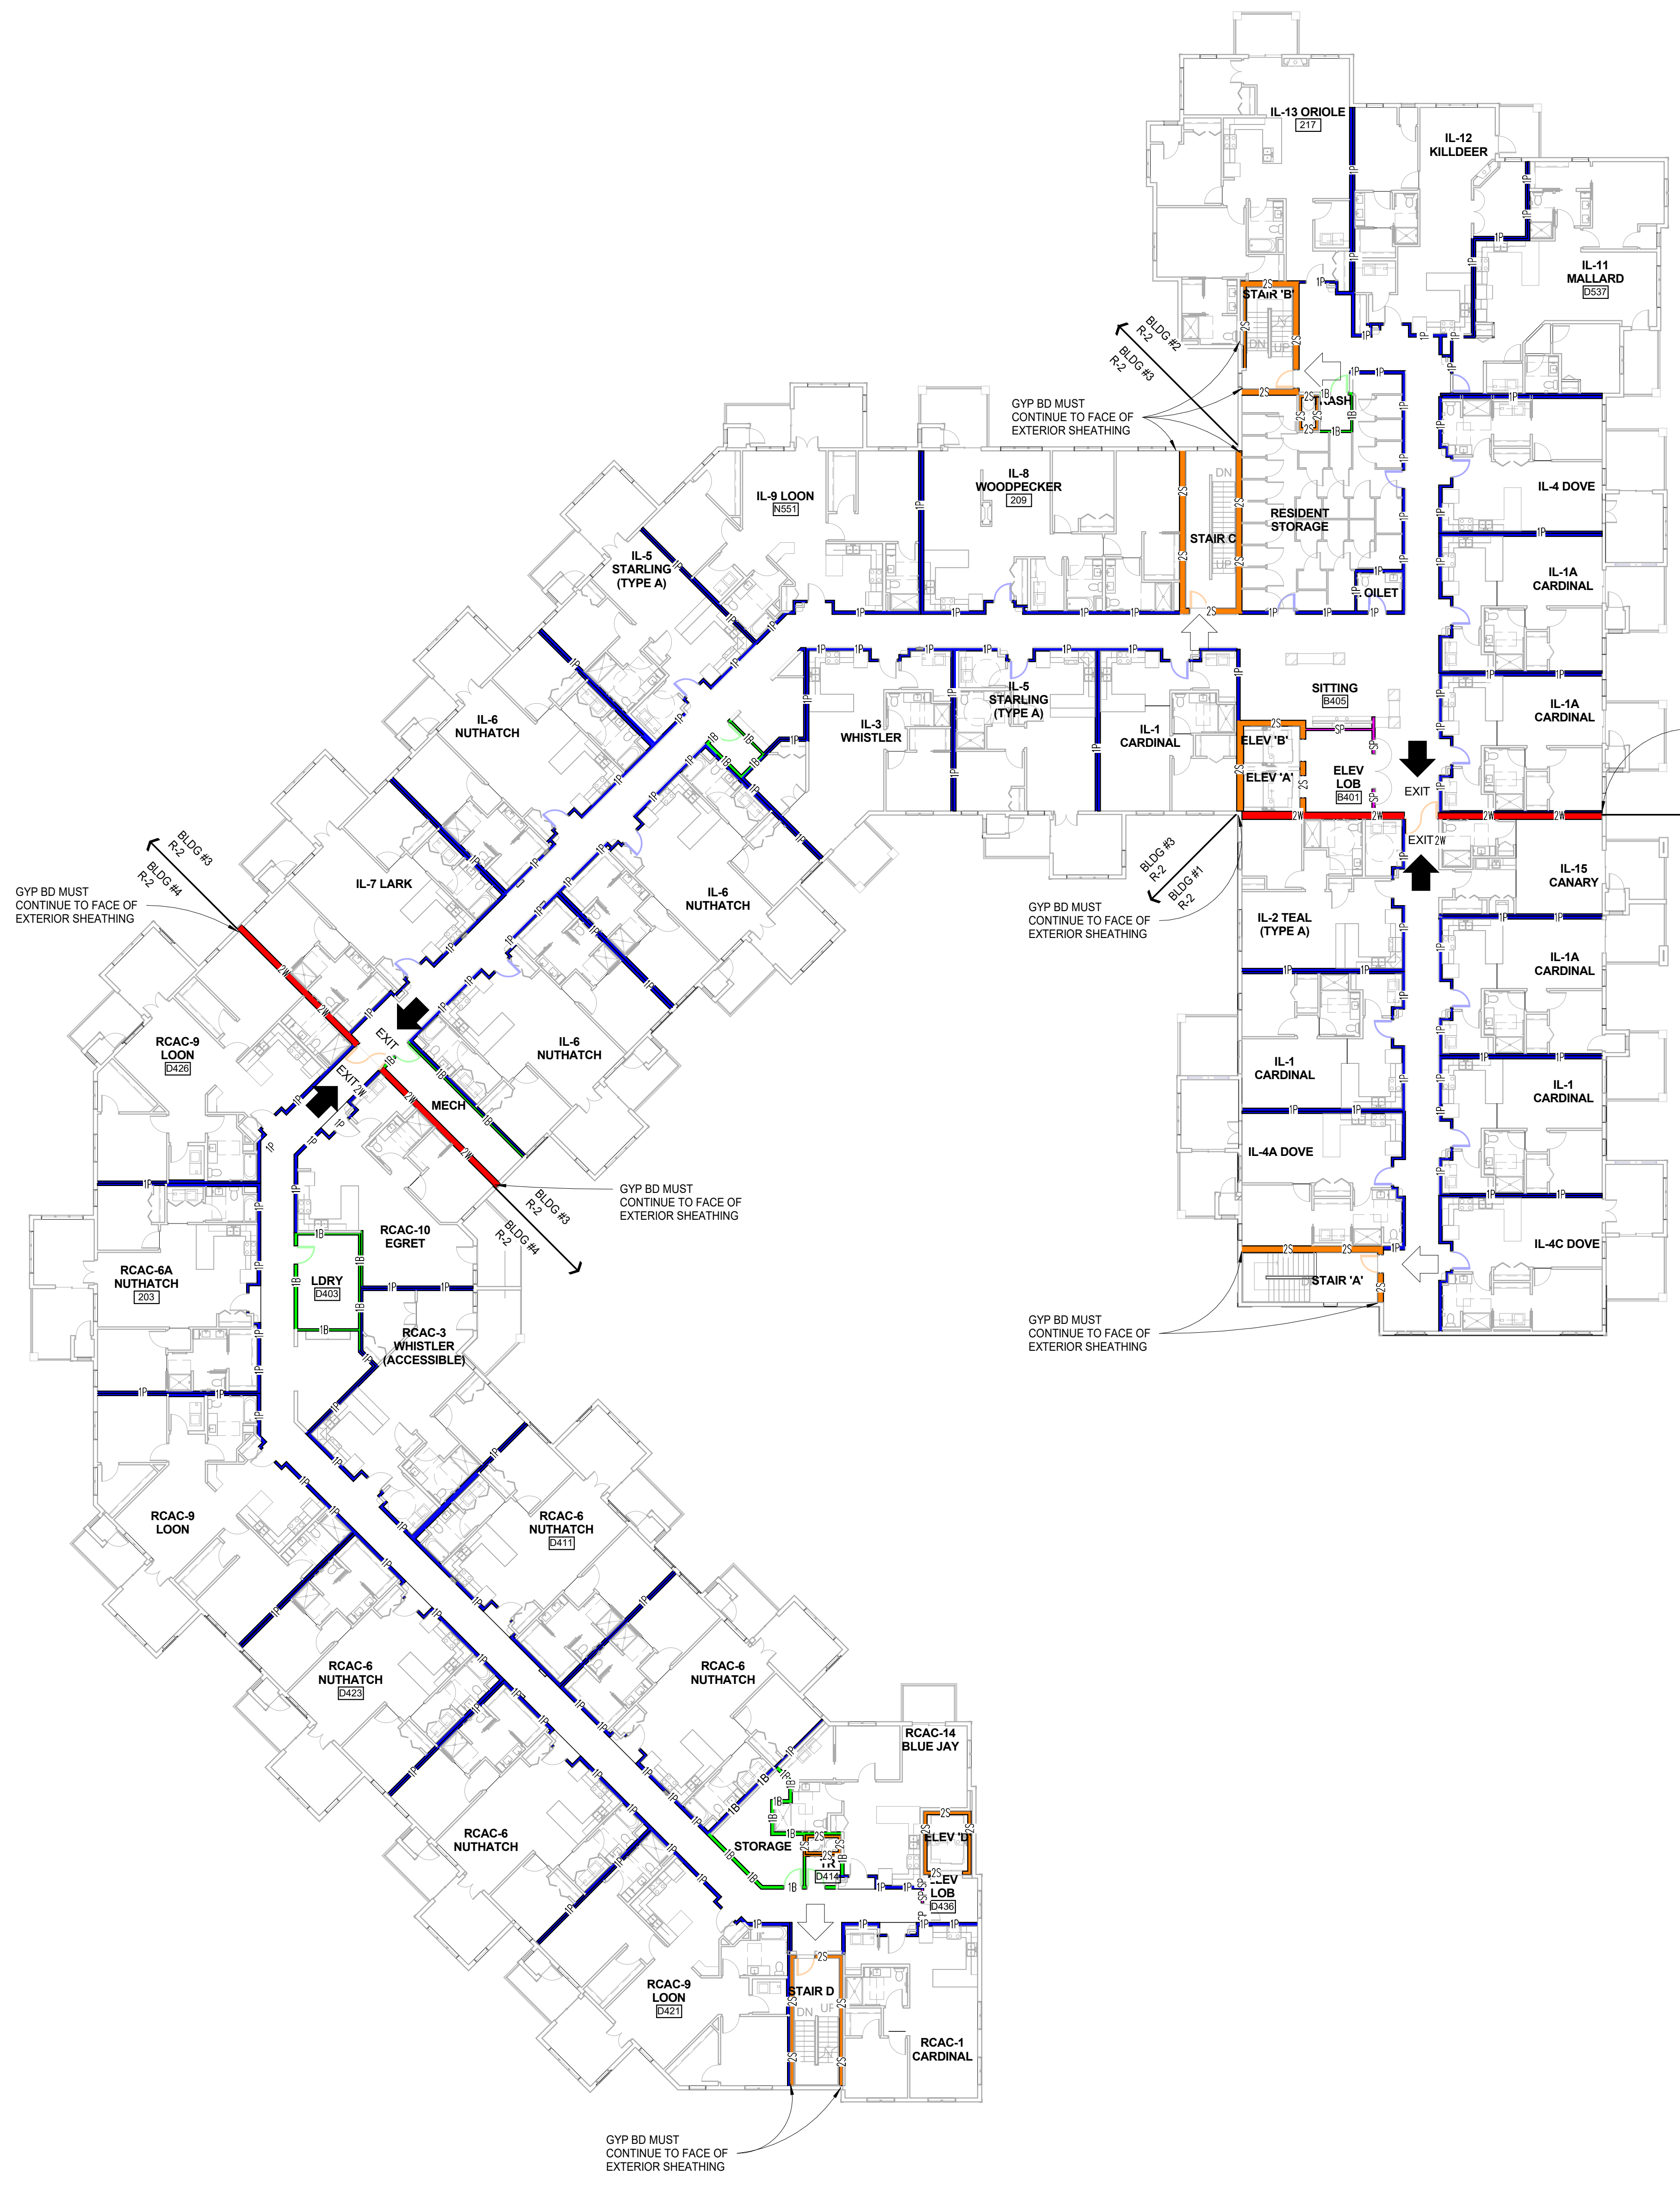 IL-13 ORIOLE
217
IL-12
KILLDEER
IL-11
MALLARD
D537
STAIR 'B'
DN
UP
BLDG #2
R-2
BLDG #3
R-2
GYP BD MUST
CONTINUE TO FACE OF
EXTERIOR SHEATHING
IL-4 DOVE
IL-9 LOON
N551
IL-8
WOODPECKER
209
DN
STAIR C
UP
RESIDENT
STORAGE
IL-5
STARLING
(TYPE A)
IL-1A
CARDINAL
IL-6
NUTHATCH
IL-3
WHISTLER
IL-5
STARLING
(TYPE A)
IL-1
CARDINAL
SITTING
B405
IL-1A
CARDINAL
ELEV 'B'
ELEV 'A'
ELEV
LOB
B401
EXIT
EXIT
2W
BLDG #3
R-2
BLDG #1
R-2
GYP BD MUST
CONTINUE TO FACE OF
EXTERIOR SHEATHING
BLDG #3
R-2
BLDG #4
R-2
GYP BD MUST
CONTINUE TO FACE OF
EXTERIOR SHEATHING
IL-7 LARK
IL-6
NUTHATCH
IL-15
CANARY
IL-2 TEAL
(TYPE A)
IL-1A
CARDINAL
RCAC-9
LOON
D426
EXIT
EXIT
2W
MECH
IL-6
NUTHATCH
IL-1
CARDINAL
IL-1
CARDINAL
IL-4A DOVE
GYP BD MUST
CONTINUE TO FACE OF
EXTERIOR SHEATHING
BLDG #3
R-2
BLDG #4
R-2
RCAC-10
EGRET
RCAC-6A
NUTHATCH
203
LDRY
D403
IL-4C DOVE
STAIR 'A'
GYP BD MUST
CONTINUE TO FACE OF
EXTERIOR SHEATHING
RCAC-3
WHISTLER
(ACCESSIBLE)
RCAC-9
LOON
RCAC-6
NUTHATCH
D411
RCAC-6
NUTHATCH
D423
RCAC-6
NUTHATCH
RCAC-14
BLUE JAY
RCAC-6
NUTHATCH
STORAGE
ELEV 'D'
TR
D414
LOB
D436
RCAC-9
LOON
D421
STAIR D
DN
UP
RCAC-1
CARDINAL
GYP BD MUST
CONTINUE TO FACE OF
EXTERIOR SHEATHING